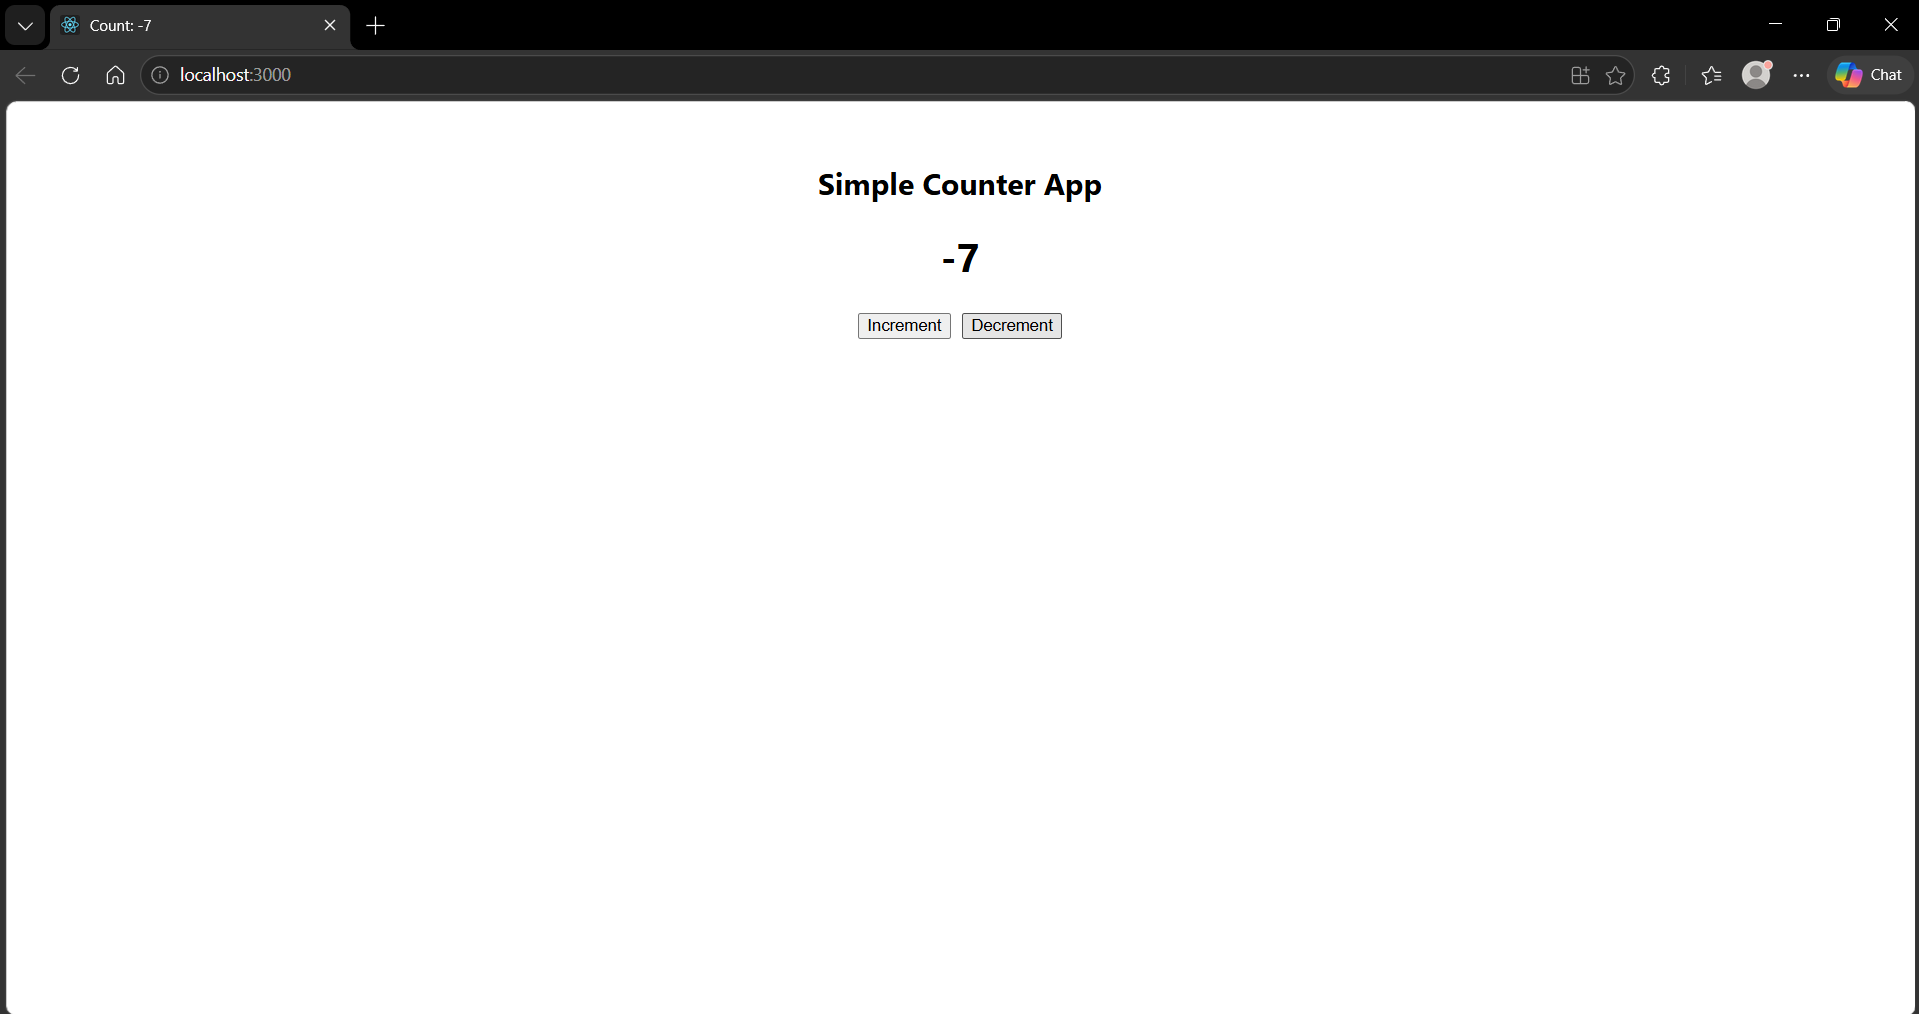 Count: -7
localhost:3000
Chat
Simple Counter App
-7
Increment Decrement